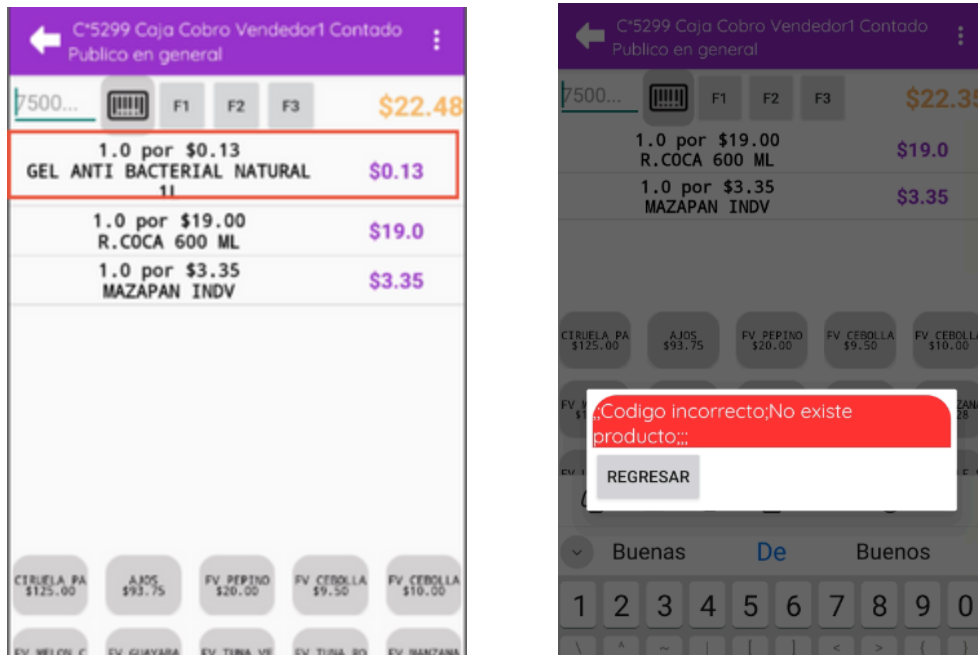 C*5299 Caja Cobro Vendedor1 Contado
Publico en general
7500...
F1
F2
F3
$22.48
1.0 por $0.13
GEL ANTI BACTERIAL NATURAL
1L
$0.13
1.0 por $19.00
R.COCA 600 ML
$19.0
1.0 por $3.35
MAZAPAN INDV
$3.35
CIRUELA PA
$125.00
AJOS
$93.75
FV PEPINO
$20.00
FV CEBOLLA
$9.50
FV CEBOLLA
$10.00
FV MELON C
FV GUAYABA
FV TUNA VE
FV TUNA RO
FV MANZANA
C*5299 Caja Cobro Vendedor1 Contado
Publico en general
7500...
F1
F2
F3
$22.35
1.0 por $19.00
R.COCA 600 ML
$19.0
1.0 por $3.35
MAZAPAN INDV
$3.35
CIRUELA PA
$125.00
AJOS
$93.75
FV PEPINO
$20.00
FV CEBOLLA
$9.50
FV CEBOLLA
$10.00
;;Codigo incorrecto;No existe
producto;;;
REGRESAR
Buenas
De
Buenos
1 2 3 4 5 6 7 8 9 0
\ ^ ~ | [ ] < > { }